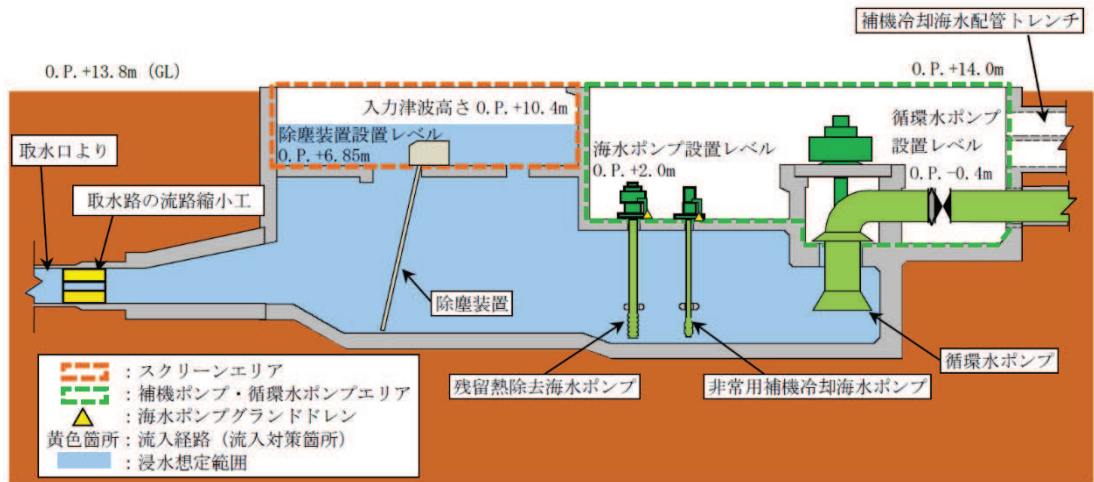 補機冷却海水配管トレンチ
O.P.+13.8m (GL)
O.P.+14.0m
入力津波高さ O.P.+10.4m
除塵装置設置レベル
O.P.+6.85m
取水口より
取水路の流路縮小工
海水ポンプ設置レベル
O.P.+2.0m
循環水ポンプ
設置レベル
O.P.-0.4m
除塵装置
残留熱除去海水ポンプ
非常用補機冷却海水ポンプ
循環水ポンプ
:スクリーンエリア
:補機ポンプ・循環水ポンプエリア
:海水ポンプグランドドレン
黄色箇所:流入経路(流入対策箇所)
:浸水想定範囲